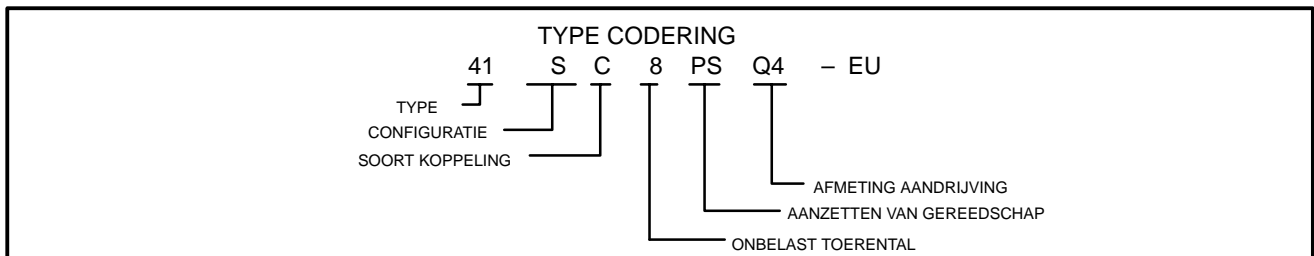 TYPE CODERING
41 S C 8 PS Q4 – EU
TYPE
CONFIGURATIE
SOORT KOPPELING
AFMETING AANDRIJVING
AANZETTEN VAN GEREEDSCHAP
ONBELAST TOERENTAL